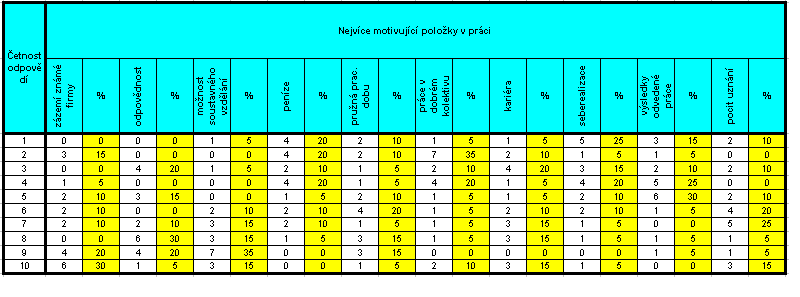 Nejvíce motivující položky v práci
Četnost
odpově
di
zázení známé
firmy
%
odpovědnost
%
možnost
soustavného
vzdělání
%
peníze
%
pružná prac.
dobu
%
práce v
dobrém
kolektivu
%
kariéra
%
seberealizace
%
výsledky
odvedené
práce
%
pocit uznání
%
1 0 0 0 0 1 5 4 20 2 10 1 5 1 5 5 25 3 15 2 10
2 3 15 0 0 0 0 4 20 2 10 7 35 2 10 1 5 1 5 0 0
3 0 0 4 20 1 5 2 10 1 5 2 10 4 20 3 15 2 10 2 10
4 1 5 0 0 0 0 4 20 1 5 4 20 1 5 4 20 5 25 0 0
5 2 10 3 15 0 0 1 5 2 10 1 5 1 5 2 10 6 30 2 10
6 2 10 0 0 2 10 2 10 4 20 1 5 2 10 2 10 1 5 4 20
7 2 10 2 10 3 15 2 10 1 5 1 5 3 15 1 5 0 0 5 25
8 0 0 6 30 3 15 1 5 3 15 1 5 3 15 1 5 1 5 1 5
9 4 20 4 20 7 35 0 0 3 15 0 0 0 0 0 0 1 5 1 5
10 6 30 1 5 3 15 0 0 1 5 2 10 3 15 1 5 0 0 3 15